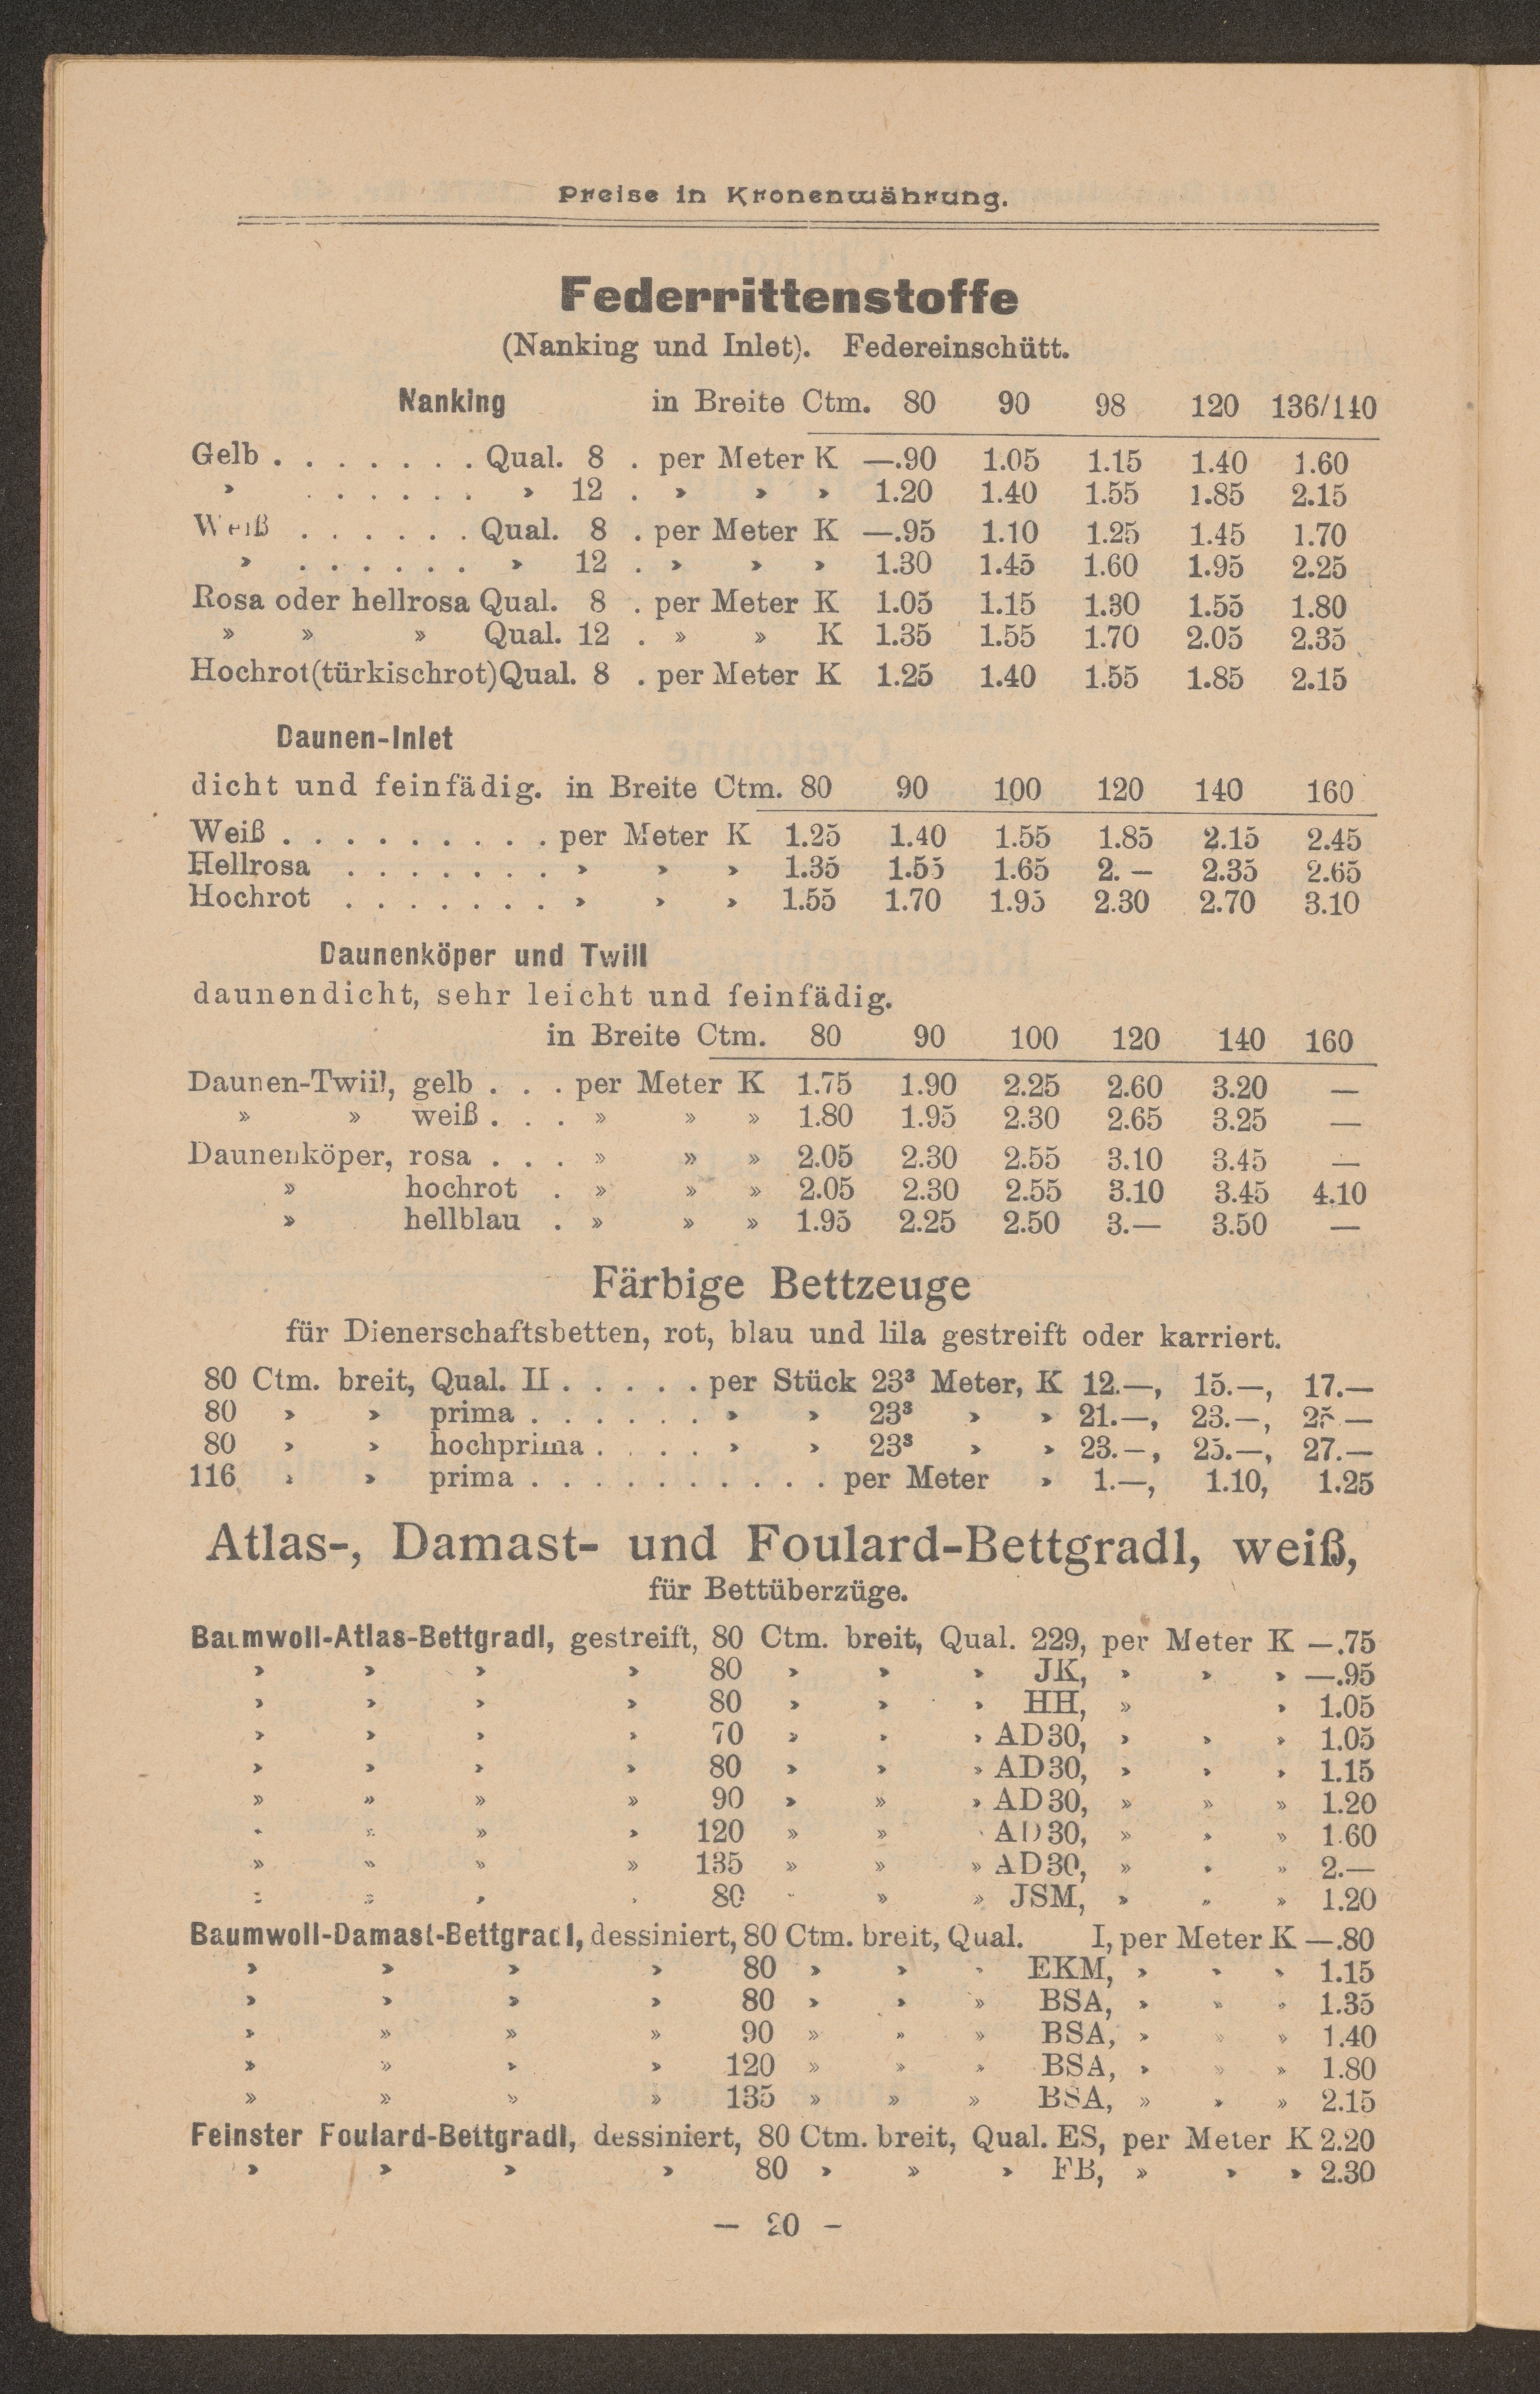 Preise in Kronenwährung.
Federrittenstoffe
(Nanking und Inlet). Federeinschütt.
Nanking in Breite Ctm. 80 90 98 120 136/140
Gelb . . . . . . . Qual. 8 . per Meter K —.90 1.05 1.15 1.40 1.60
» . . . . . . » 12 . » » » 1.20 1.40 1.55 1.85 2.15
Weiß . . . . . . Qual. 8 . per Meter K —.95 1.10 1.25 1.45 1.70
» . . . . . . » 12 . » » » 1.30 1.45 1.60 1.95 2.25
Rosa oder hellrosa Qual. 8 . per Meter K 1.05 1.15 1.30 1.55 1.80
» » » Qual. 12 . » » K 1.35 1.55 1.70 2.05 2.35
Hochrot(türkischrot)Qual. 8 . per Meter K 1.25 1.40 1.55 1.85 2.15
Daunen-Inlet
dicht und feinfädig. in Breite Ctm. 80 90 100 120 140 160
Weiß . . . . . . . . . per Meter K 1.25 1.40 1.55 1.85 2.15 2.45
Hellrosa . . . . . . . » » » 1.35 1.55 1.65 2.— 2.35 2.65
Hochrot . . . . . . . » » » 1.55 1.70 1.95 2.30 2.70 3.10
Daunenköper und Twill
daunendicht, sehr leicht und feinfädig.
in Breite Ctm. 80 90 100 120 140 160
Daunen-Twill, gelb . . . per Meter K 1.75 1.90 2.25 2.60 3.20 —
» » weiß . . . » » » 1.80 1.95 2.30 2.65 3.25 —
Daunenköper, rosa . . . » » » 2.05 2.30 2.55 3.10 3.45 —
» hochrot . » » » 2.05 2.30 2.55 3.10 3.45 4.10
» hellblau . » » » 1.95 2.25 2.50 3.— 3.50 —
Färbige Bettzeuge
für Dienerschaftsbetten, rot, blau und lila gestreift oder karriert.
80 Ctm. breit, Qual. II . . . . . per Stück 23³ Meter, K 12.—, 15.—, 17.—
80 » » prima . . . . . . » » 23³ » » 21.—, 23.—, 25.—
80 » » hochprima . . . . » » 23³ » » 23.—, 25.—, 27.—
116 » » prima . . . . . . . . . . per Meter » 1.—, 1.10, 1.25
Atlas-, Damast- und Foulard-Bettgradl, weiß,
für Bettüberzüge.
Baumwoll-Atlas-Bettgradl, gestreift, 80 Ctm. breit, Qual. 229, per Meter K —.75
» » » » 80 » » » JK, » » » —.95
» » » » 80 » » » HH, » » 1.05
» » » » 70 » » » AD30, » » » 1.05
» » » » 80 » » » AD30, » » » 1.15
» » » » 90 » » » AD30, » » » 1.20
» » » » 120 » » » AD30, » » » 1.60
» » » » 135 » » » AD30, » » » 2.—
» » » » 80 » » » JSM, » » » 1.20
Baumwoll-Damast-Bettgradl, dessiniert, 80 Ctm. breit, Qual. I, per Meter K —.80
» » » » 80 » » » EKM, » » » 1.15
» » » » 80 » » » BSA, » » » 1.35
» » » » 90 » » » BSA, » » » 1.40
» » » » 120 » » » BSA, » » » 1.80
» » » » 135 » » » BSA, » » » 2.15
Feinster Foulard-Bettgradl, dessiniert, 80 Ctm. breit, Qual. ES, per Meter K 2.20
» » » » 80 » » » FB, » » » 2.30
— 20 —